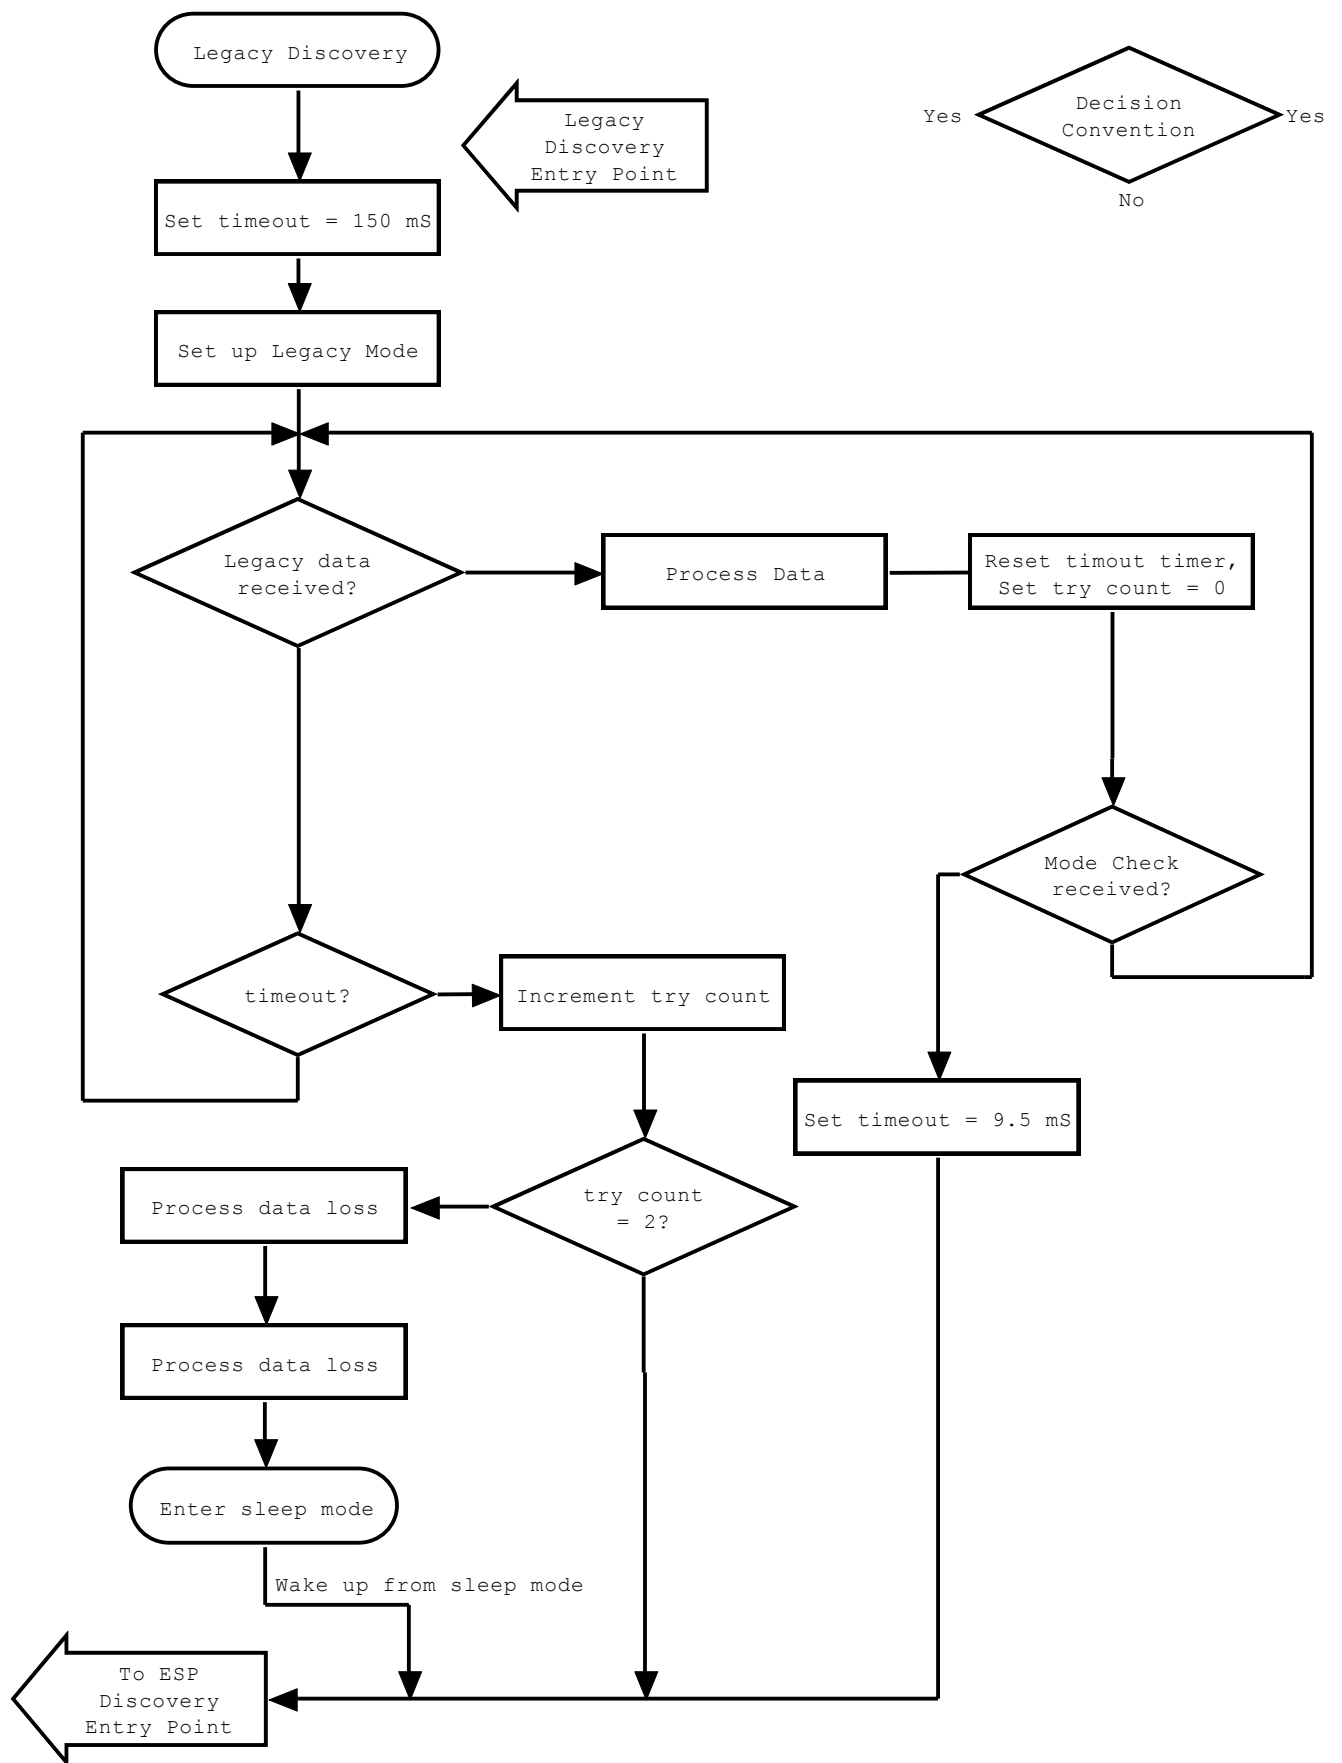 Legacy Discovery
Legacy
Discovery
Entry Point
Decision
Convention
Yes
Yes
No
Set timeout = 150 mS
Set up Legacy Mode
Legacy data
received?
Process Data
Reset timout timer,
Set try count = 0
Mode Check
received?
timeout?
Increment try count
Set timeout = 9.5 mS
try count
= 2?
Process data loss
Process data loss
Enter sleep mode
Wake up from sleep mode
To ESP
Discovery
Entry Point